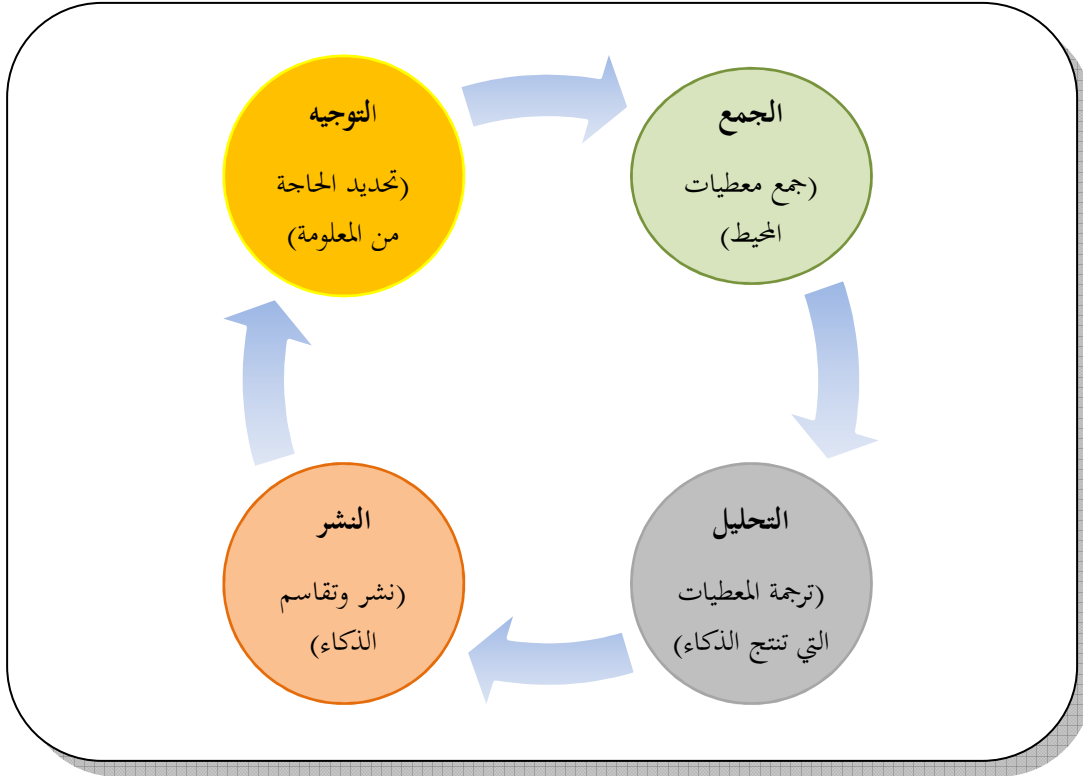 التوجيه
(تحديد الحاجة
من المعلومة)
الجمع
(جمع معطيات
المحيط)
التحليل
(ترجمة المعطيات
التي تنتج الذكاء)
النشر
(نشر وتقاسم
الذكاء)